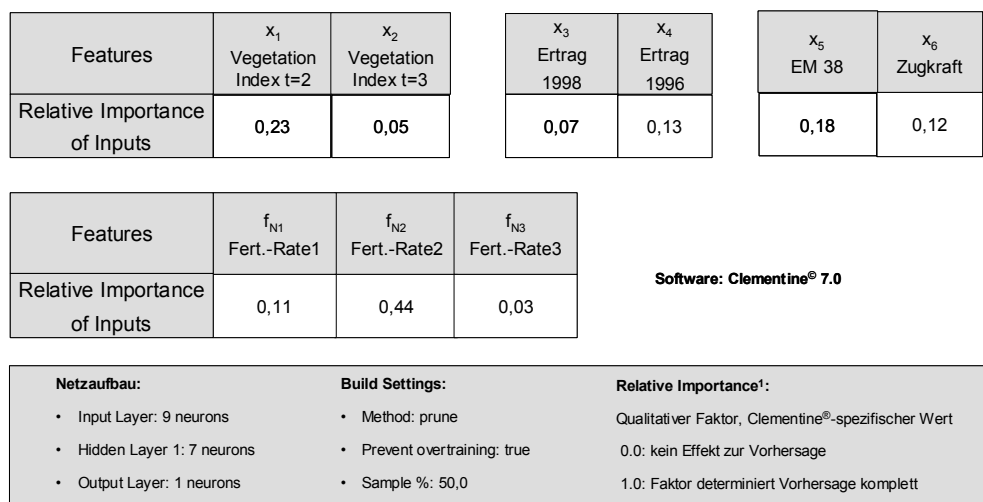 Features
x1 Vegetation Index t=2
x2 Vegetation Index t=3
x3 Ertrag 1998
x4 Ertrag 1996
x5 EM 38
x6 Zugkraft
Relative Importance of Inputs
0,23
0,05
0,07
0,13
0,18
0,12
Features
fN1 Fert.-Rate1
fN2 Fert.-Rate2
fN3 Fert.-Rate3
Relative Importance of Inputs
0,11
0,44
0,03
Software: Clementine© 7.0
Netzaufbau:
• Input Layer: 9 neurons
• Hidden Layer 1: 7 neurons
• Output Layer: 1 neurons
Build Settings:
• Method: prune
• Prevent overtraining: true
• Sample %: 50,0
Relative Importance¹:
Qualitativer Faktor, Clementine®-spezifischer Wert
0.0: kein Effekt zur Vorhersage
1.0: Faktor determiniert Vorhersage komplett